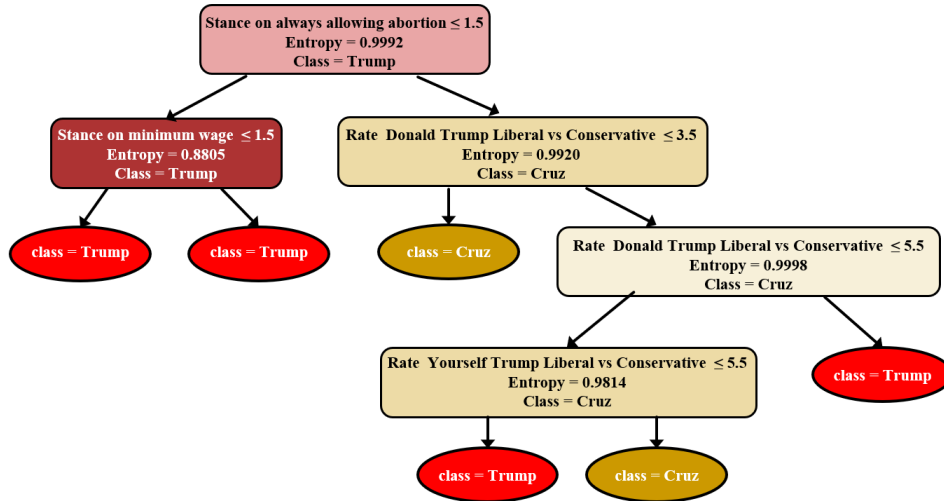 Stance on always allowing abortion ≤ 1.5
Entropy = 0.9992
Class = Trump
Stance on minimum wage ≤ 1.5
Entropy = 0.8805
Class = Trump
Rate Donald Trump Liberal vs Conservative ≤ 3.5
Entropy = 0.9920
Class = Cruz
class = Trump
class = Trump
class = Cruz
Rate Donald Trump Liberal vs Conservative ≤ 5.5
Entropy = 0.9998
Class = Cruz
Rate Yourself Trump Liberal vs Conservative ≤ 5.5
Entropy = 0.9814
Class = Cruz
class = Trump
class = Trump
class = Cruz